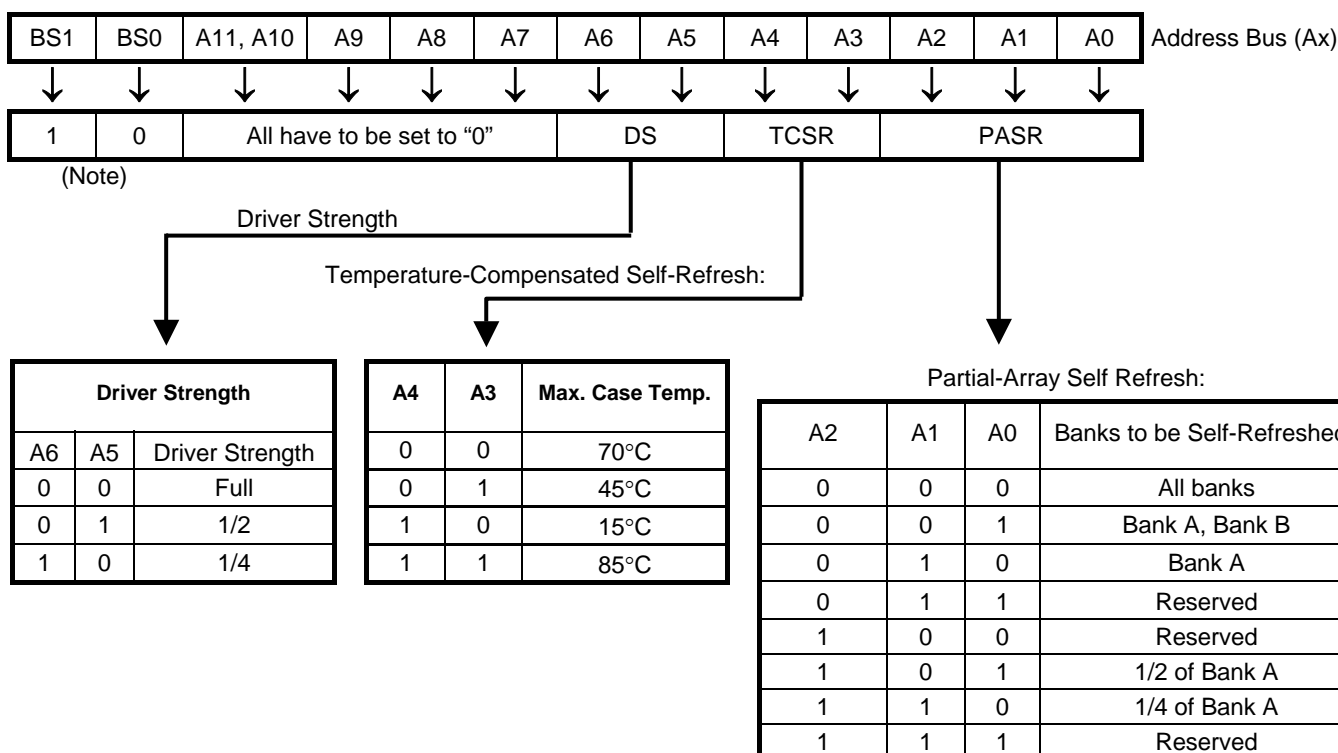 BS1 BS0 A11, A10 A9 A8 A7 A6 A5 A4 A3 A2 A1 A0 Address Bus (Ax)
1 0 All have to be set to “0” DS TCSR PASR
(Note)
Driver Strength
Temperature-Compensated Self-Refresh:
Driver Strength
A6 A5 Driver Strength
0 0 Full
0 1 1/2
1 0 1/4
A4 A3 Max. Case Temp.
0 0 70°C
0 1 45°C
1 0 15°C
1 1 85°C
Partial-Array Self Refresh:
A2 A1 A0 Banks to be Self-Refreshed
0 0 0 All banks
0 0 1 Bank A, Bank B
0 1 0 Bank A
0 1 1 Reserved
1 0 0 Reserved
1 0 1 1/2 of Bank A
1 1 0 1/4 of Bank A
1 1 1 Reserved